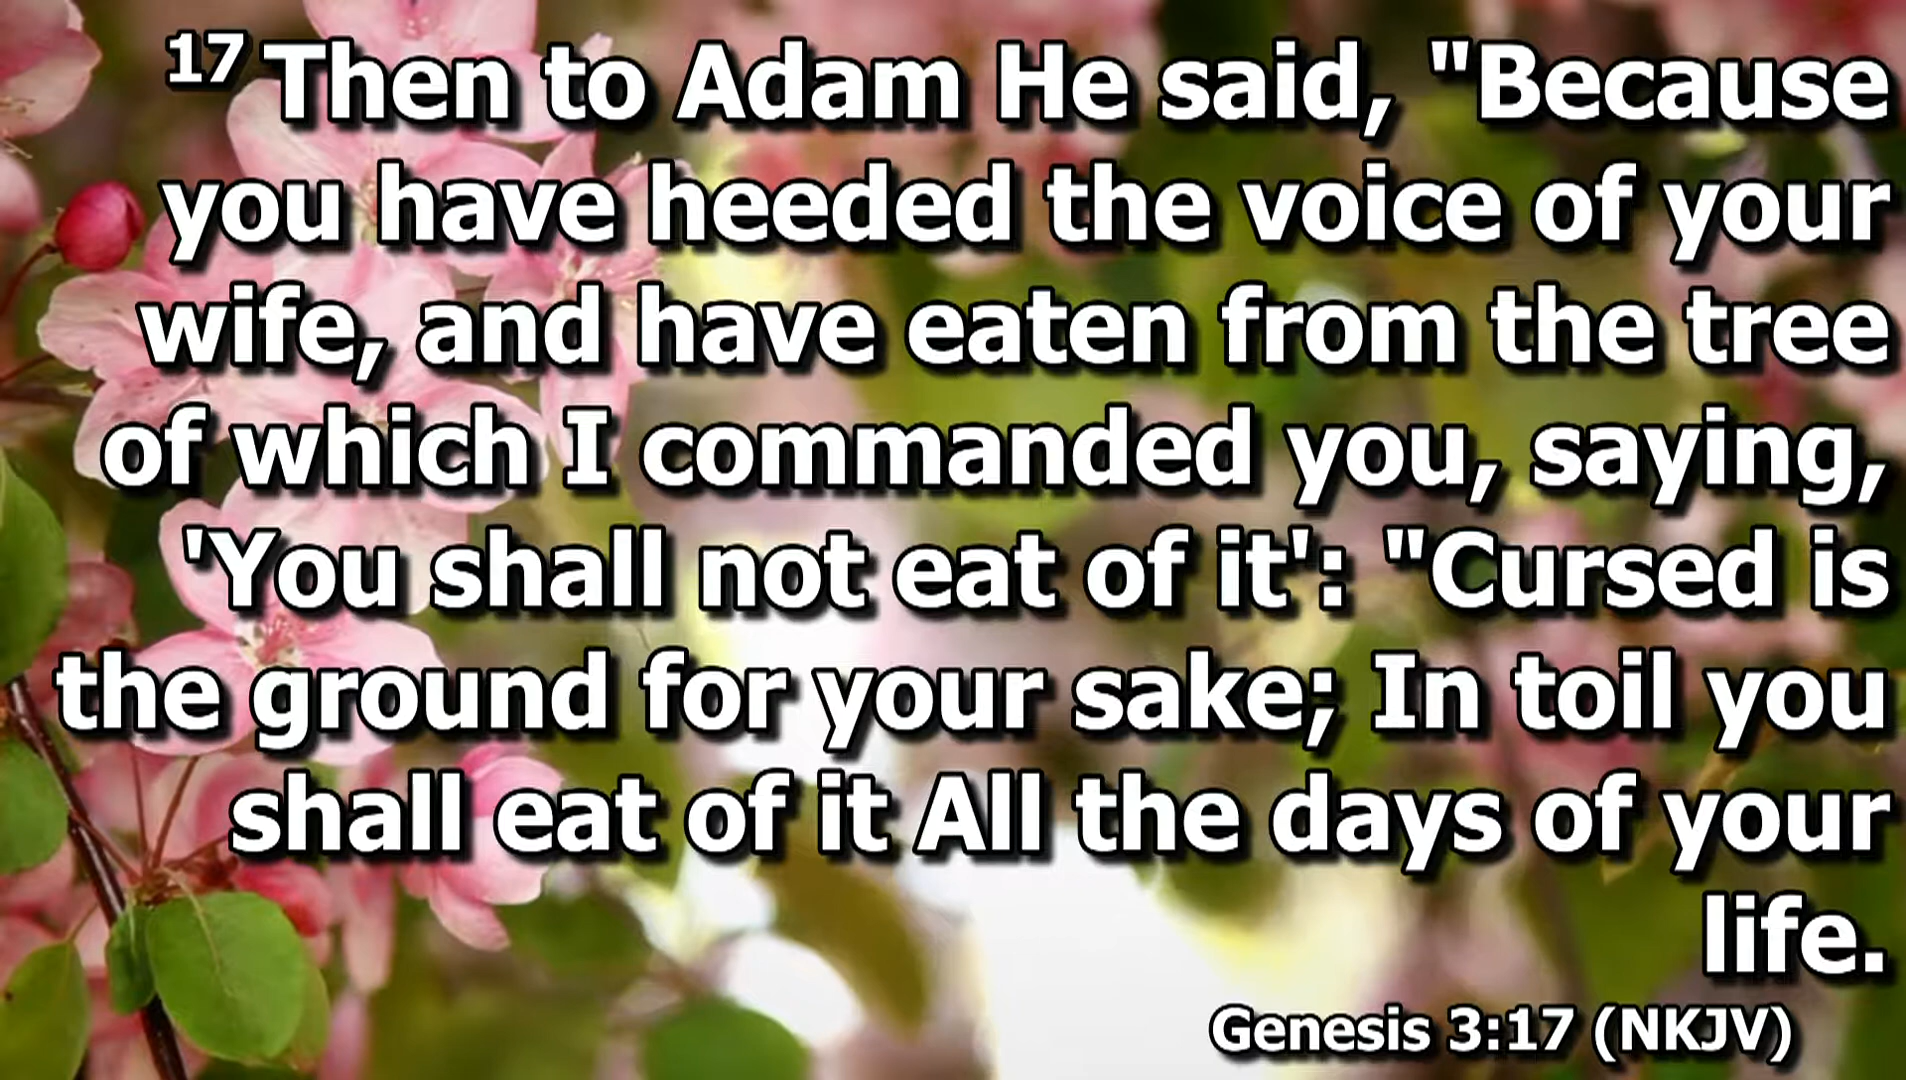 17 Then to Adam He said, "Because
you have heeded the voice of your
wife, and have eaten from the tree
of which I commanded you, saying,
'You shall not eat of it': "Cursed is
the ground for your sake; In toil you
shall eat of it All the days of your
life.
Genesis 3:17 (NKJV)